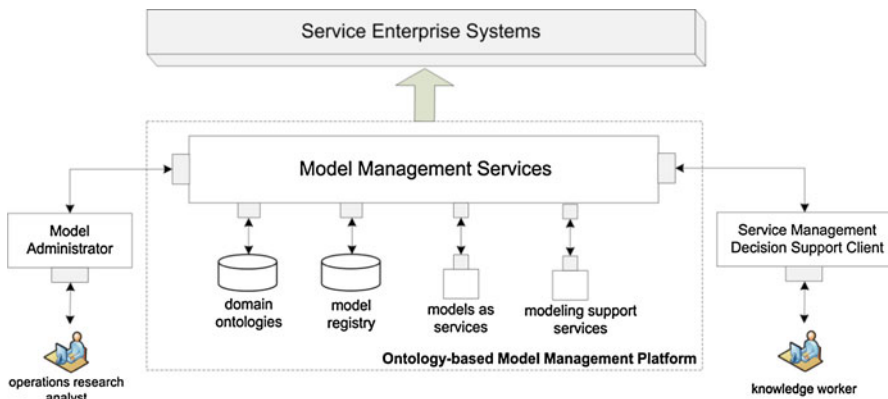 Service Enterprise Systems
Model Management Services
Model
Administrator
Service Management
Decision Support Client
domain
ontologies
model
registry
models as
services
modeling support
services
Ontology-based Model Management Platform
operations research
analyst
knowledge worker